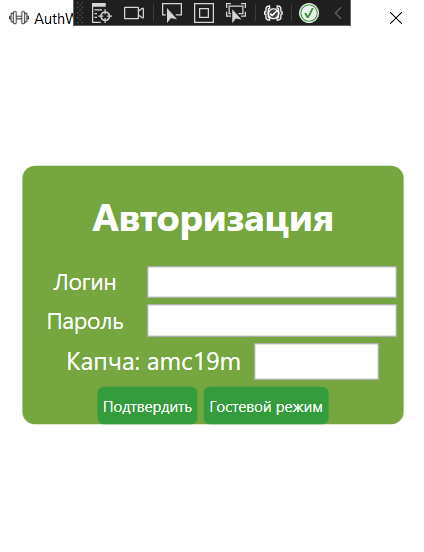 AuthW
Авторизация
Логин
Пароль
Капча: amc19m
Подтвердить Гостевой режим